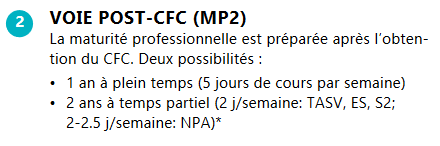 2 VOIE POST-CFC (MP2)
La maturité professionnelle est préparée après l'obten-
tion du CFC. Deux possibilités :
• 1 an à plein temps (5 jours de cours par semaine)
• 2 ans à temps partiel (2 j/semaine: TASV, ES, S2;
2-2.5 j/semaine: NPA)*